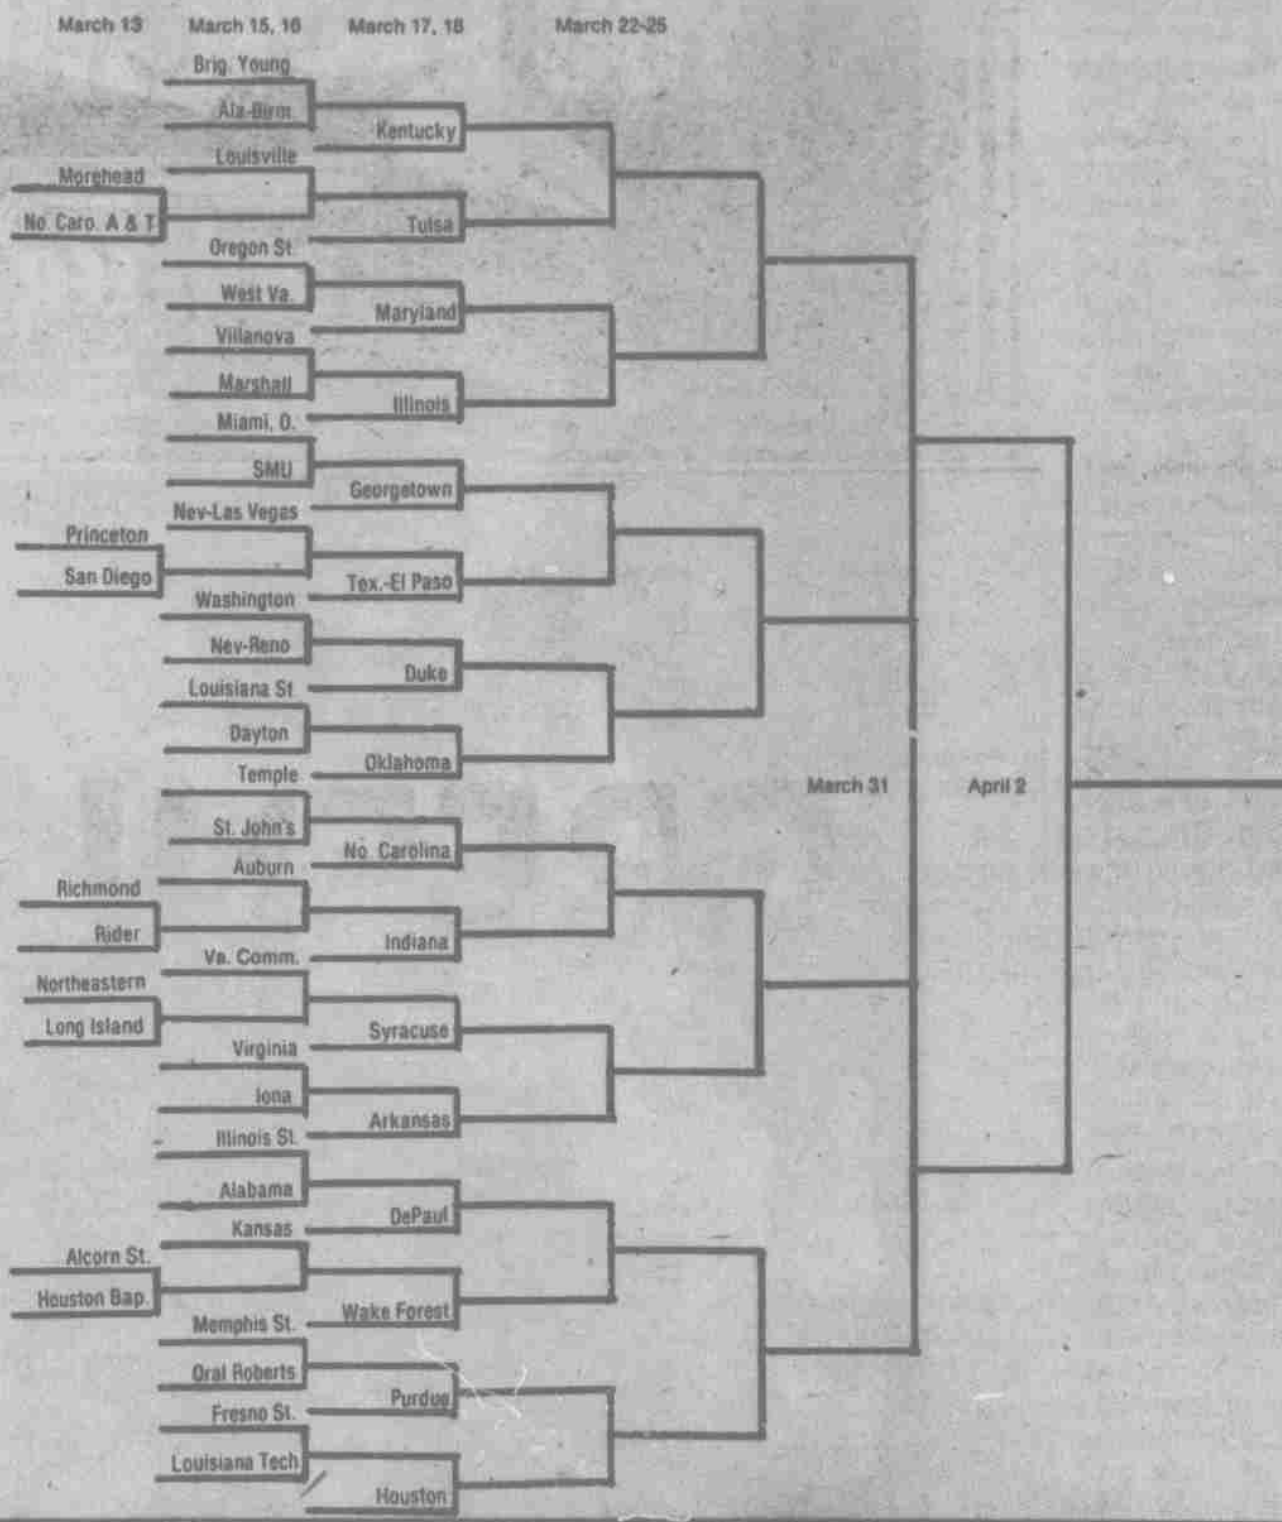 March 13
March 15, 16
March 17, 18
March 22-25
Brig. Young
Ala-Birm.
Kentucky
Louisville
Morehead
No. Caro. A & T
Tulsa
Oregon St.
West Va.
Maryland
Villanova
Marshall
Illinois
Miami, O.
SMU
Georgetown
Nev-Las Vegas
Princeton
San Diego
Tex.-El Paso
Washington
Nev-Reno
Duke
Louisiana St.
Dayton
Oklahoma
Temple
March 31
April 2
St. John's
No. Carolina
Auburn
Richmond
Rider
Indiana
Va. Comm.
Northeastern
Long Island
Syracuse
Virginia
Iona
Arkansas
Illinois St.
Alabama
DePaul
Kansas
Alcorn St.
Houston Bap.
Wake Forest
Memphis St.
Oral Roberts
Purdue
Fresno St.
Louisiana Tech
Houston